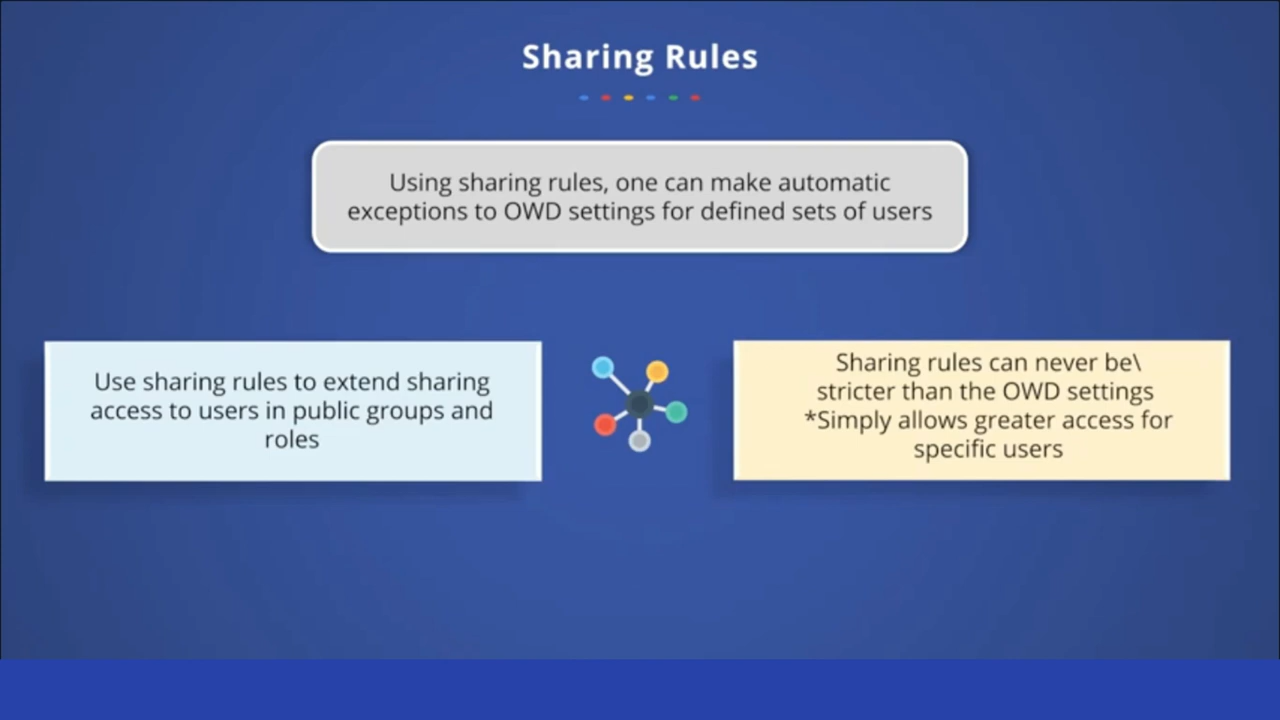 Sharing Rules
Using sharing rules, one can make automatic
exceptions to OWD settings for defined sets of users
Use sharing rules to extend sharing
access to users in public groups and
roles
Sharing rules can never be\
stricter than the OWD settings
*Simply allows greater access for
specific users